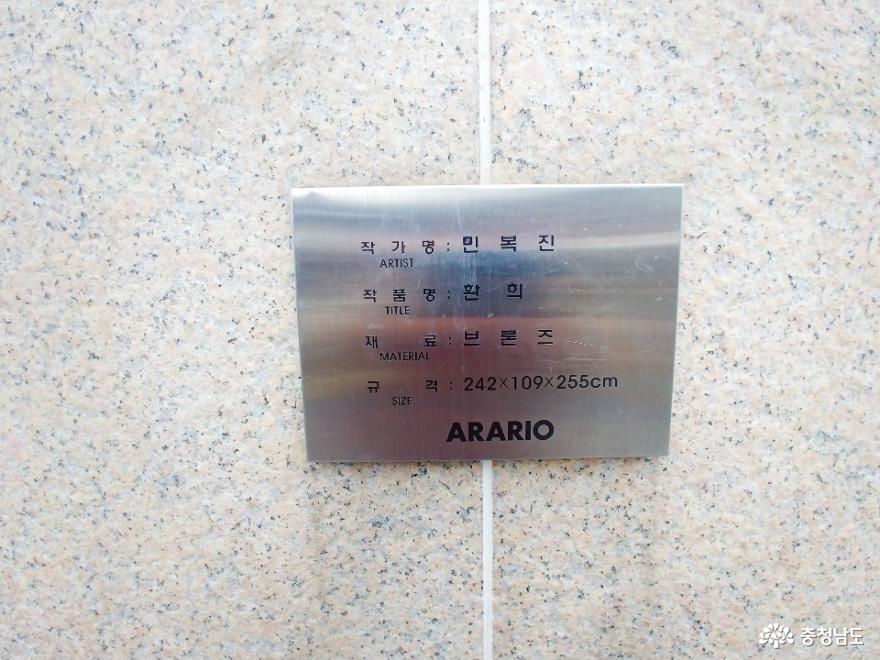 작 가 명 : 민 복 진
ARTIST
작 품 명 : 환 희
TITLE
재 료 : 브 론 즈
MATERIAL
규 격 : 242×109×255cm
SIZE
ARARIO
충청남도